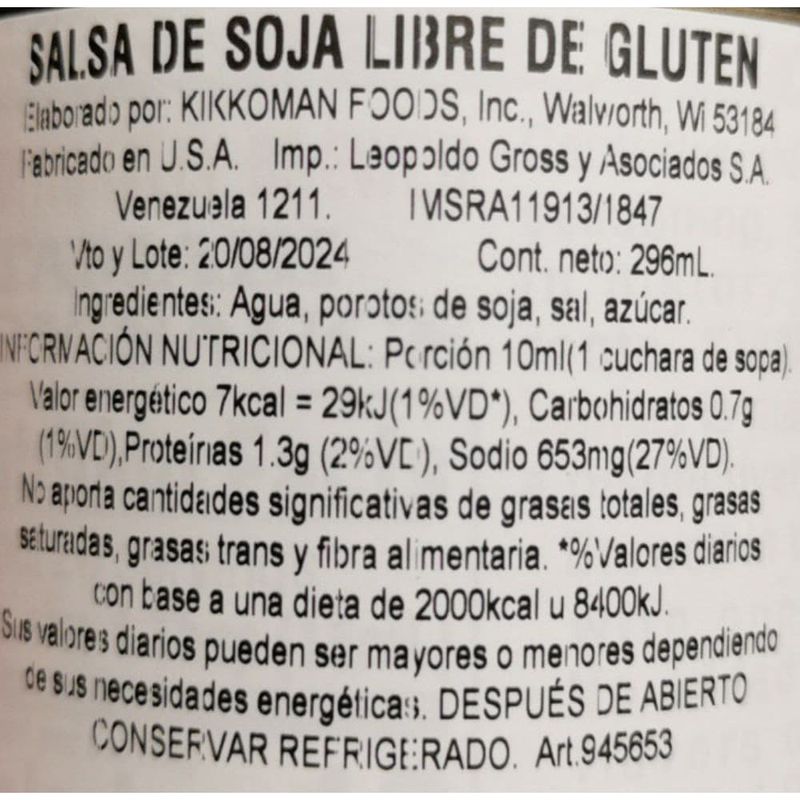 SALSA DE SOJA LIBRE DE GLUTEN
Elaborado por: KIKKOMAN FOODS, Inc., Walworth, Wi 53184
Fabricado en U.S.A. Imp.: Leopoldo Gross y Asociados S.A.
Venezuela 1211. IMSRA11913/1847
Vto y Lote: 20/08/2024 Cont. neto: 296mL.
Ingredientes: Agua, porotos de soja, sal, azúcar.
INFORMACIÓN NUTRICIONAL: Porción 10ml(1 cuchara de sopa).
Valor energético 7kcal = 29kJ(1%VD*), Carbohidratos 0.7g
(1%VD),Proteínas 1.3g (2%VD), Sodio 653mg(27%VD).
No aporta cantidades significativas de grasas totales, grasas
saturadas, grasas trans y fibra alimentaria. *%Valores diarios
con base a una dieta de 2000kcal u 8400kJ.
Sus valores diarios pueden ser mayores o menores dependiendo
de sus necesidades energéticas. DESPUÉS DE ABIERTO
CONSERVAR REFRIGERADO. Art.945653